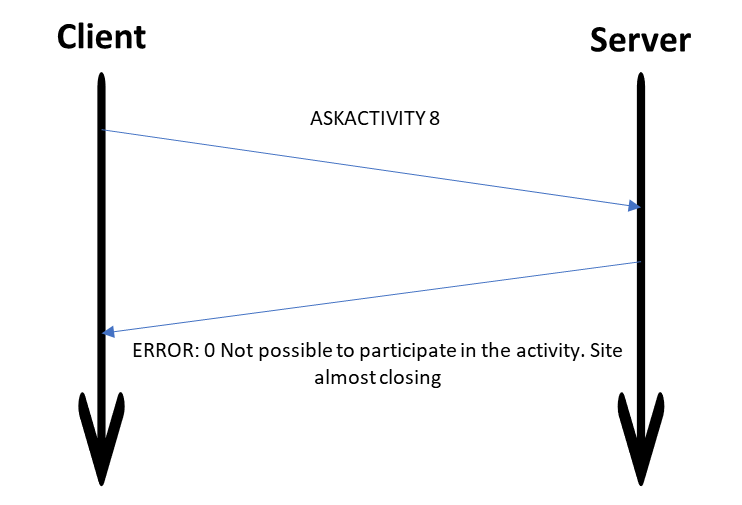 Client
Server
ASKACTIVITY 8
ERROR: 0 Not possible to participate in the activity. Site
almost closing